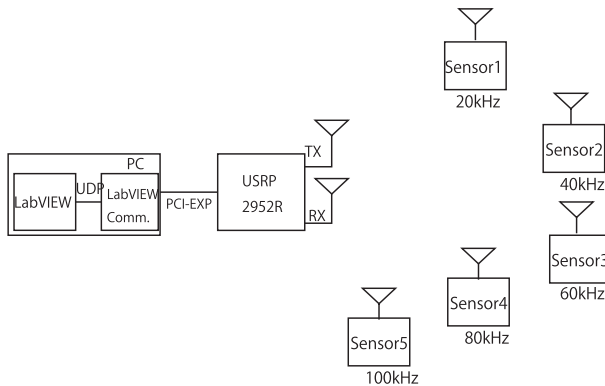 Sensor1
20kHz
Sensor2
40kHz
PC
LabVIEW
UDP
LabVIEW
Comm.
PCI-EXP
USRP
2952R
TX
RX
Sensor3
60kHz
Sensor4
80kHz
Sensor5
100kHz